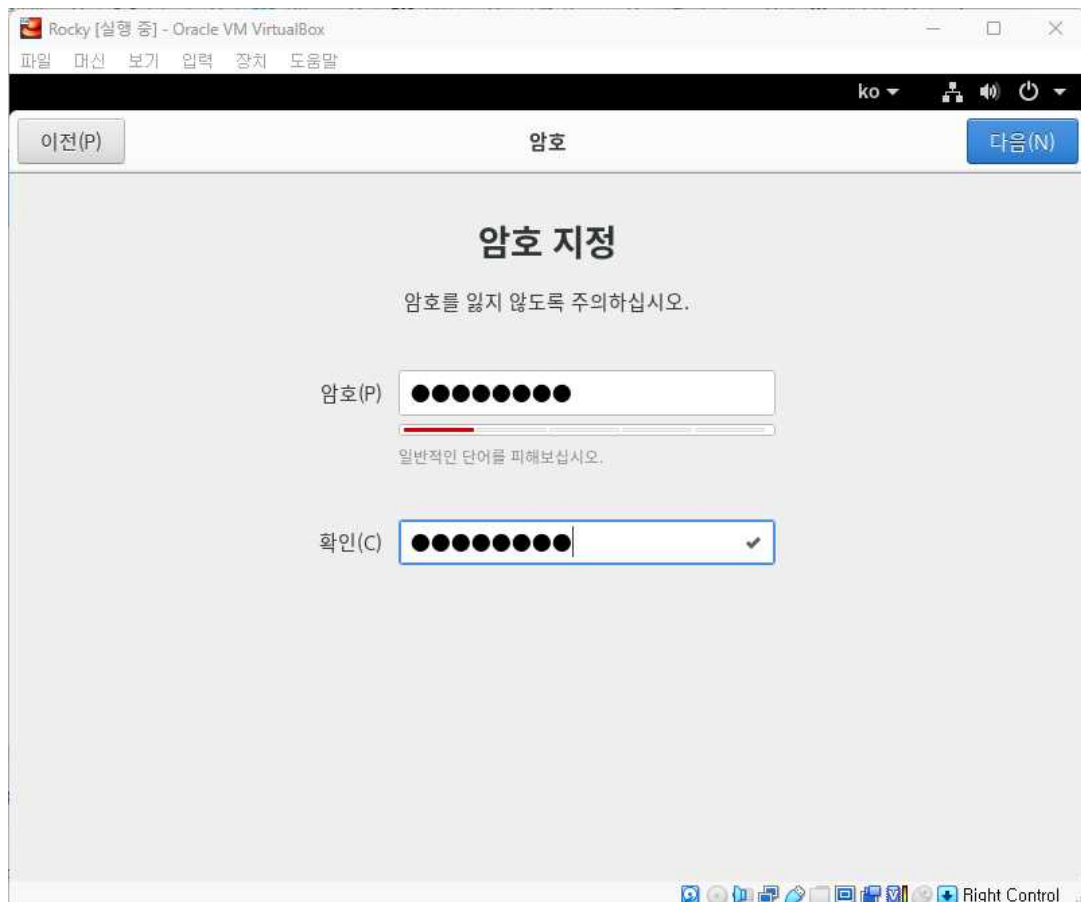 Rocky [실행 중] - Oracle VM VirtualBox
파일 머신 보기 입력 장치 도움말
ko
이전(P) 암호 다음(N)
암호 지정
암호를 잃지 않도록 주의하십시오.
암호(P) ●●●●●●●●
일반적인 단어를 피해보십시오.
확인(C) ●●●●●●●●
Right Control